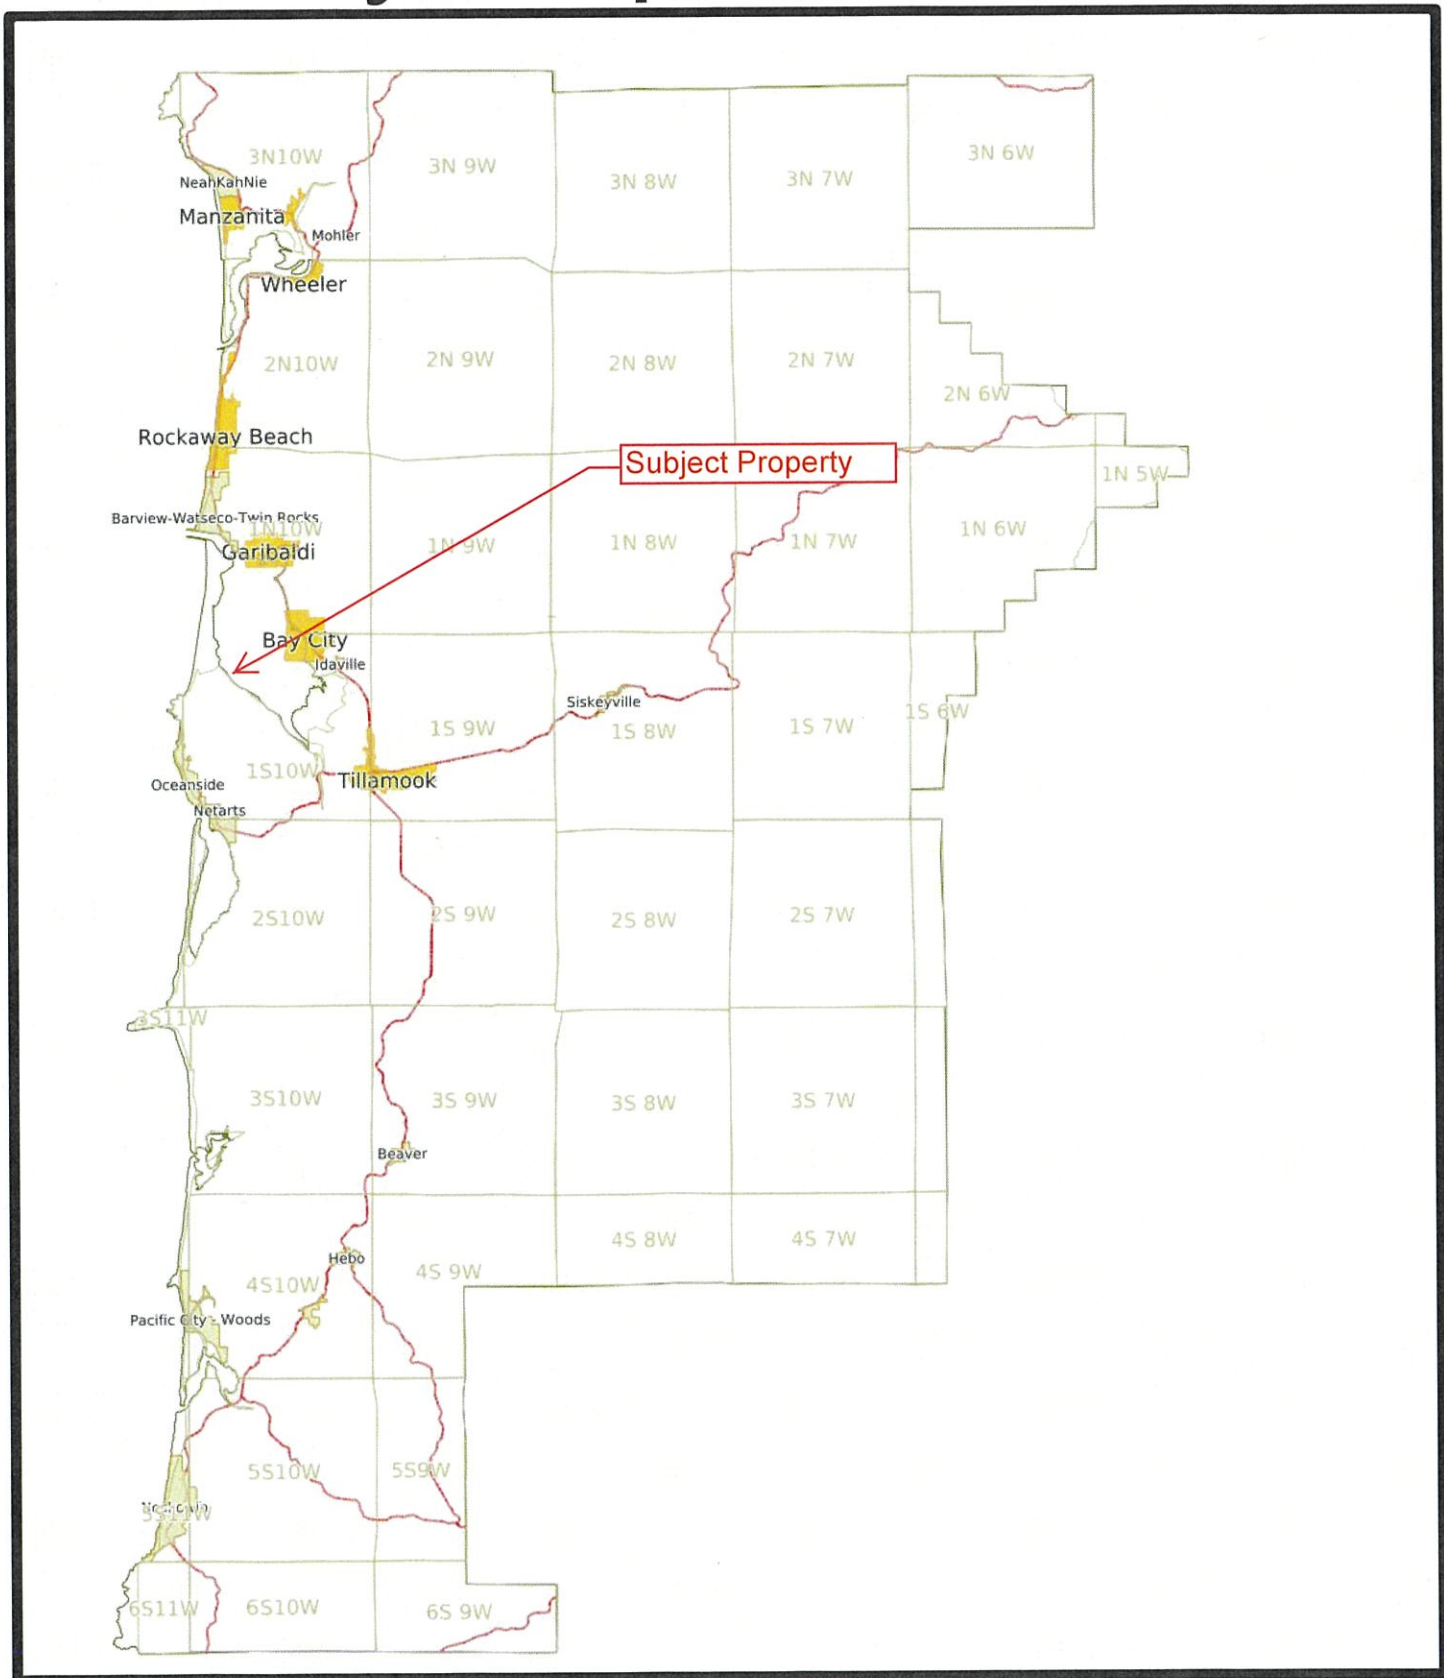 3N10W
3N 9W
3N 8W
3N 7W
3N 6W
NeahKahNie
Manzanita
Mohler
Wheeler
2N10W
2N 9W
2N 8W
2N 7W
2N 6W
Rockaway Beach
Subject Property
1N 5W
Barview-Watseco-Twin Rocks
1N10W
Garibaldi
1N 9W
1N 8W
1N 7W
1N 6W
Bay City
Idaville
Siskeyville
1S 9W
1S 8W
1S 7W
1S 6W
1S10W
Tillamook
Oceanside
Netarts
2S10W
2S 9W
2S 8W
2S 7W
3S11W
3S10W
3S 9W
3S 8W
3S 7W
Beaver
4S 8W
4S 7W
Hebo
4S10W
4S 9W
Pacific City - Woods
5S10W
5S9W
6S11W
6S10W
6S 9W